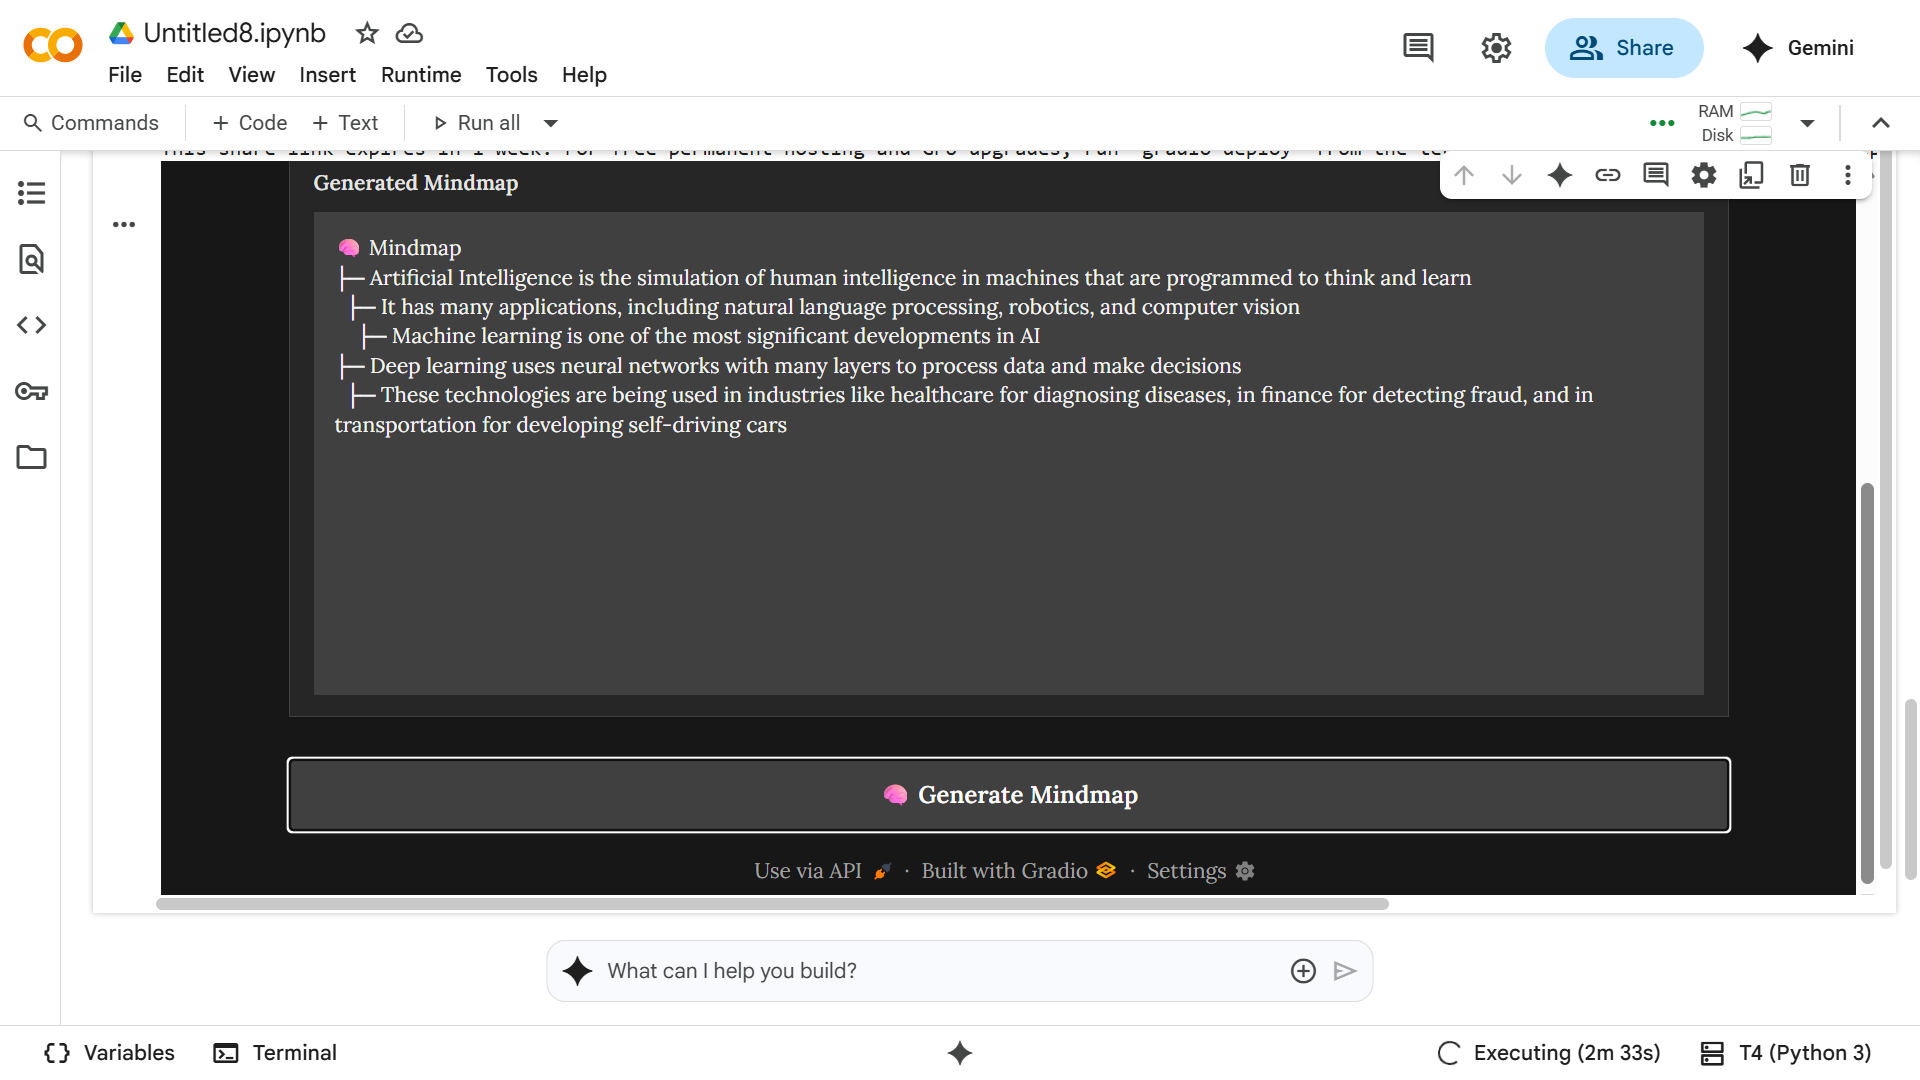 Untitled8.ipynb
File Edit View Insert Runtime Tools Help
Share
Gemini
Commands + Code + Text Run all
RAM
Disk
This share link expires in 1 week. For free permanent hosting and GPU upgrades, run `gradio deploy` from the
Generated Mindmap
🧠 Mindmap
├─ Artificial Intelligence is the simulation of human intelligence in machines that are programmed to think and learn
├─ It has many applications, including natural language processing, robotics, and computer vision
├─ Machine learning is one of the most significant developments in AI
├─ Deep learning uses neural networks with many layers to process data and make decisions
├─ These technologies are being used in industries like healthcare for diagnosing diseases, in finance for detecting fraud, and in
transportation for developing self-driving cars
🧠 Generate Mindmap
Use via API · Built with Gradio · Settings
What can I help you build?
Variables Terminal
Executing (2m 33s) T4 (Python 3)